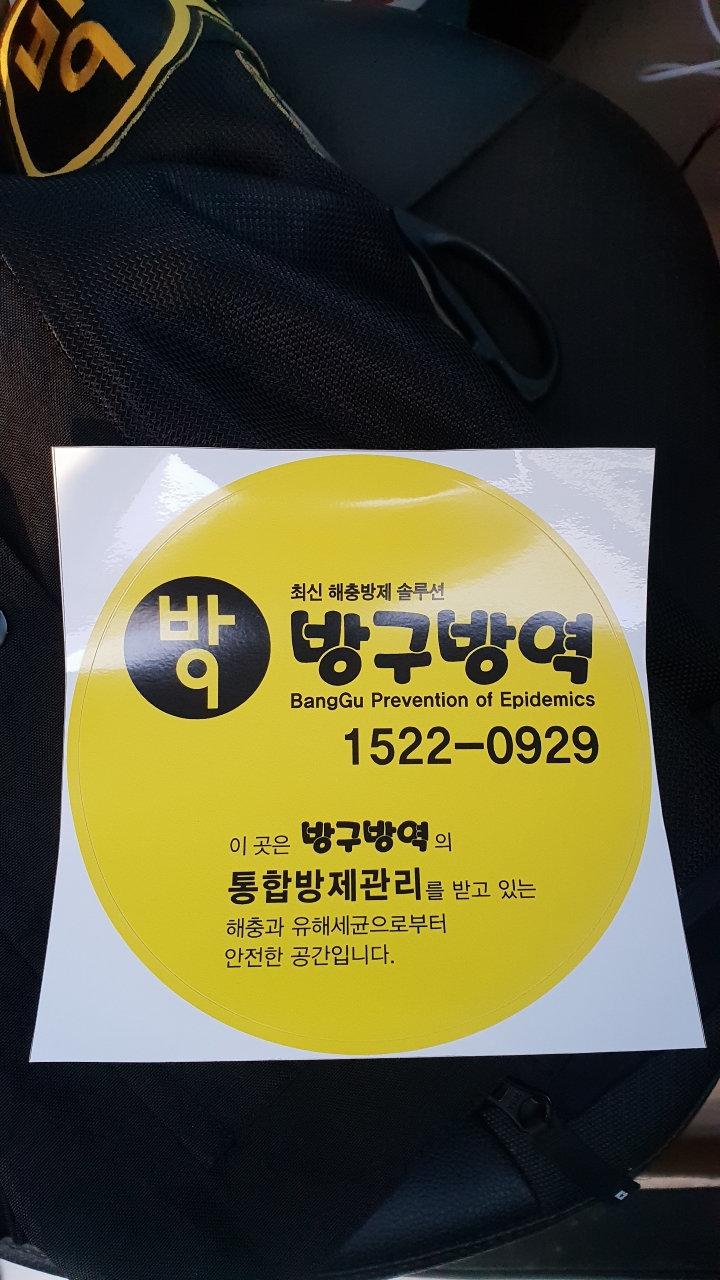 방
방
최신 해충방제 솔루션
방구방역
BangGu Prevention of Epidemics
1522-0929
이 곳은 방구방역의
통합방제관리를 받고 있는
해충과 유해세균으로부터
안전한 공간입니다.